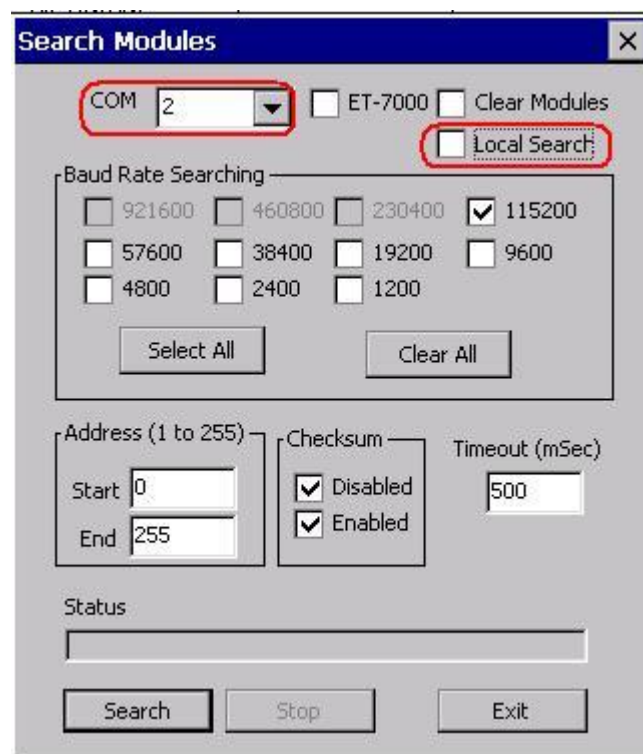 Search Modules
COM 2 ET-7000 Clear Modules
Local Search
Baud Rate Searching
921600 460800 230400 115200
57600 38400 19200 9600
4800 2400 1200
Select All Clear All
Address (1 to 255) Checksum Timeout (mSec)
Start 0 Disabled 500
End 255 Enabled
Status
Search Stop Exit